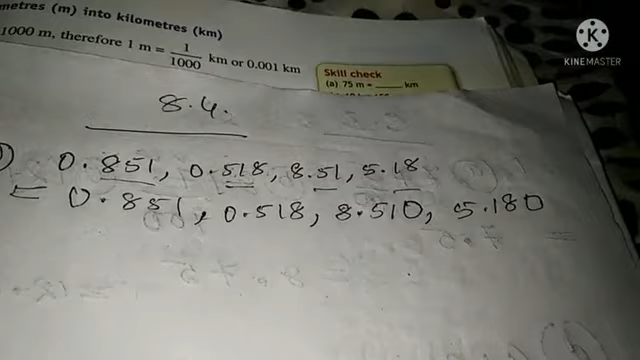 metres (m) into kilometres (km)
1000 m, therefore 1 m = 1/1000 km or 0.001 km
KINEMASTER
Skill check
(a) 75 m = ______ km
8.4.
0.851, 0.518, 8.51, 5.18
= 0.851, 0.518, 8.510, 5.180